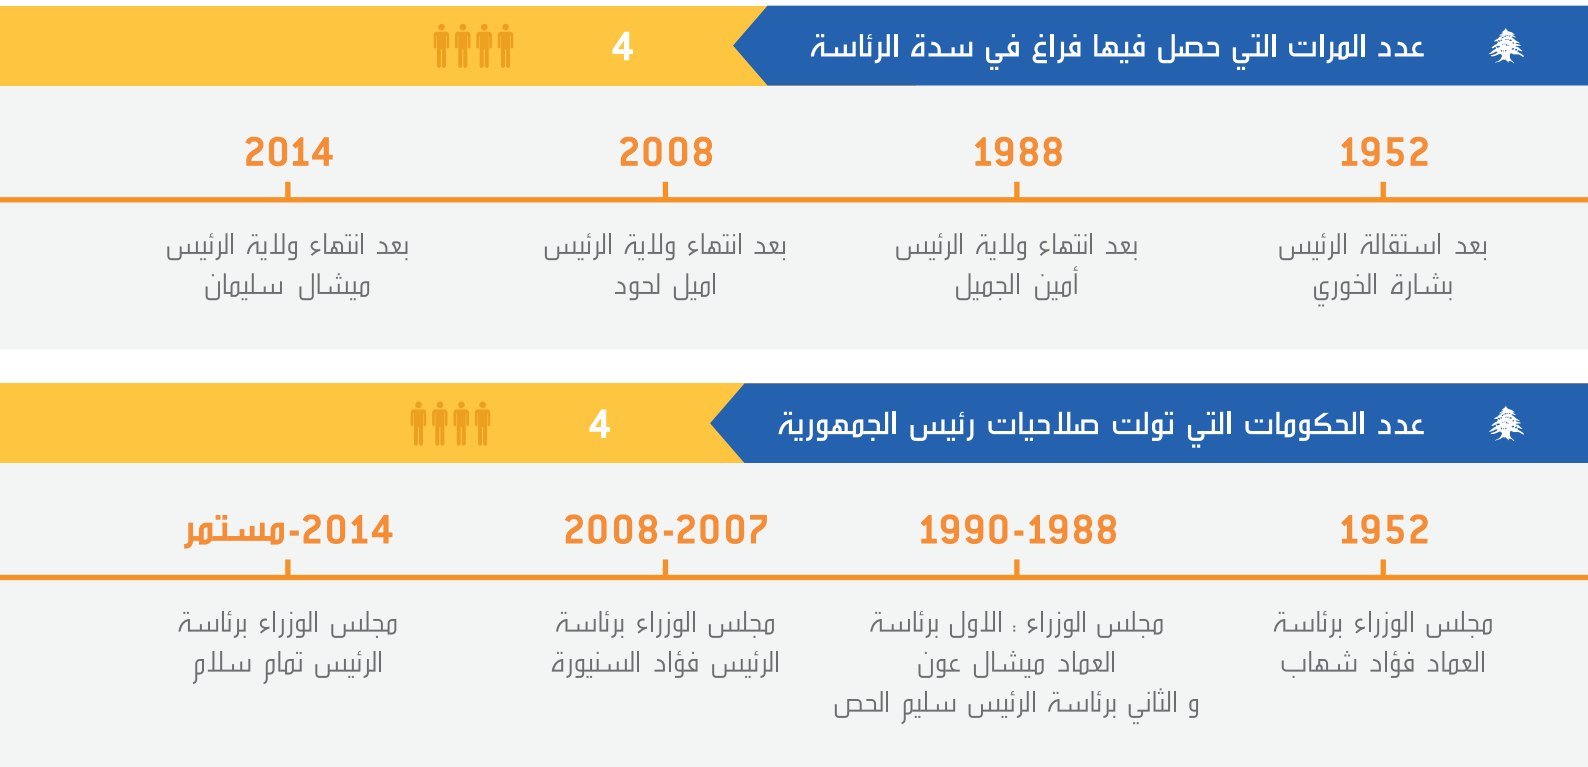 عدد المرات التي حصل فيها فراغ في سدة الرئاسة
4
1952
بعد استقالة الرئيس
بشارة الخوري
1988
بعد انتهاء ولاية الرئيس
أمين الجميل
2008
بعد انتهاء ولاية الرئيس
اميل لحود
2014
بعد انتهاء ولاية الرئيس
ميشال سليمان
عدد الحكومات التي تولت صلاحيات رئيس الجمهورية
4
1952
مجلس الوزراء برئاسة
العماد فؤاد شهاب
1990-1988
مجلس الوزراء : الاول برئاسة
العماد ميشال عون
و الثاني برئاسة الرئيس سليم الحص
2008-2007
مجلس الوزراء برئاسة
الرئيس فؤاد السنيورة
2014-مستمر
مجلس الوزراء برئاسة
الرئيس تمام سلام